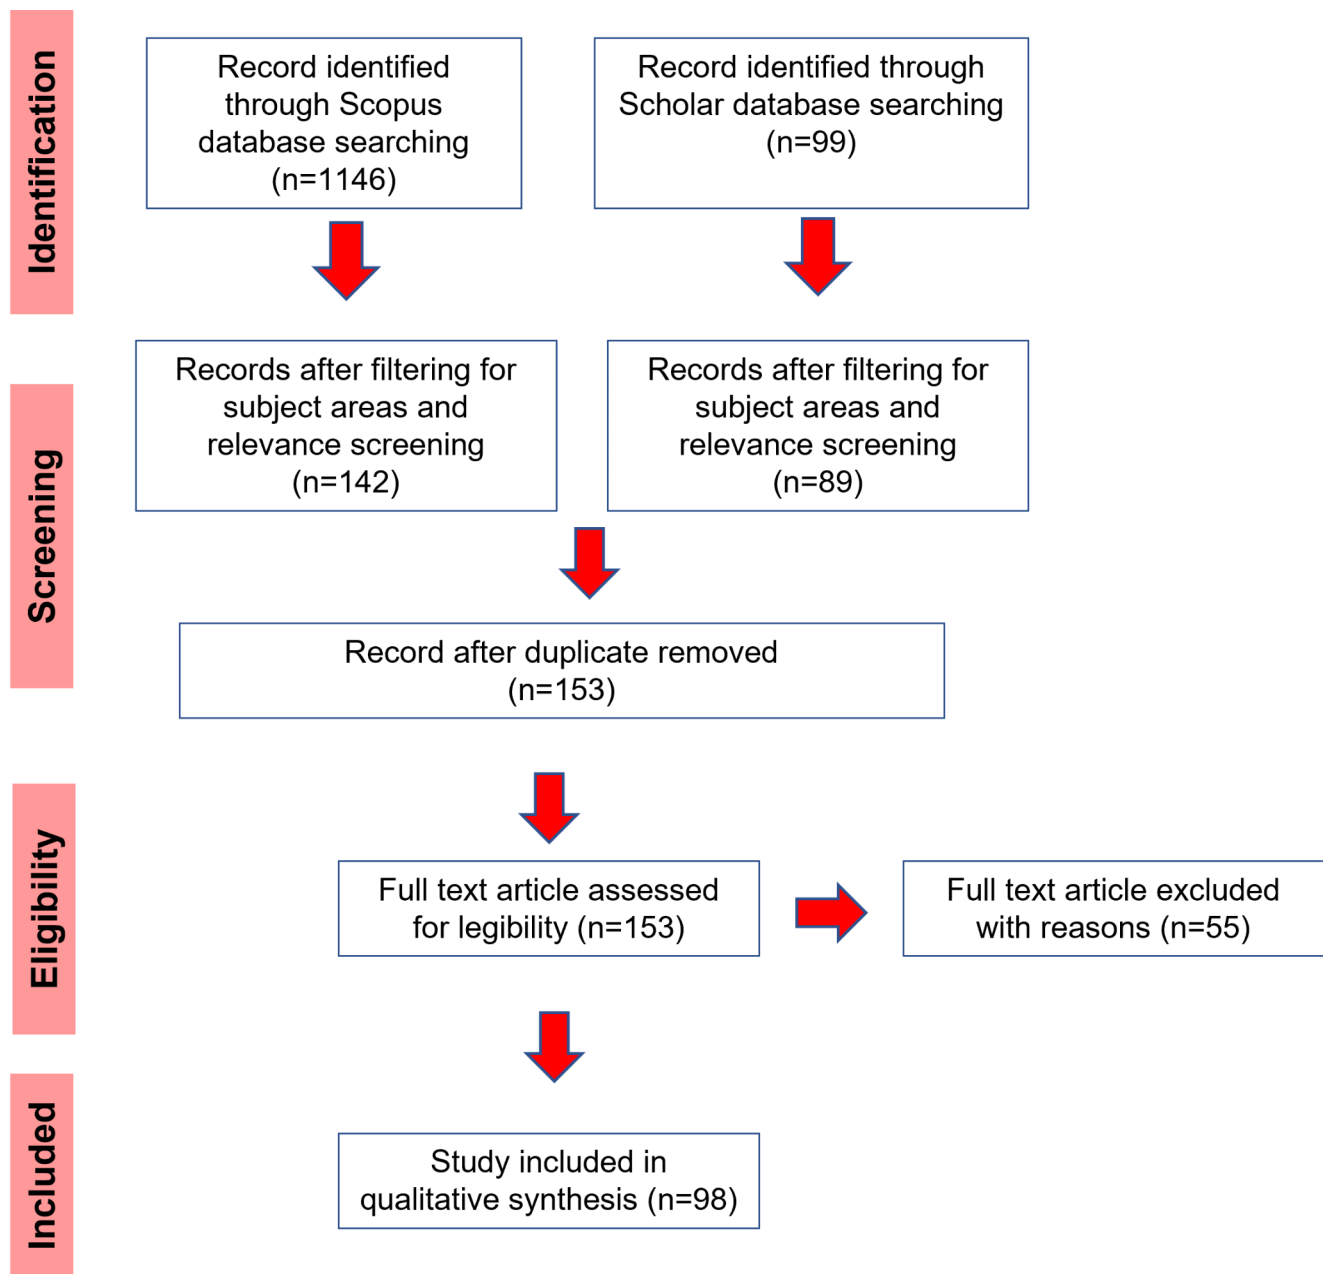 Identification
Record identified
through Scopus
database searching
(n=1146)
Record identified through
Scholar database searching
(n=99)
Screening
Records after filtering for
subject areas and
relevance screening
(n=142)
Records after filtering for
subject areas and
relevance screening
(n=89)
Record after duplicate removed
(n=153)
Eligibility
Full text article assessed
for legibility (n=153)
Full text article excluded
with reasons (n=55)
Included
Study included in
qualitative synthesis (n=98)